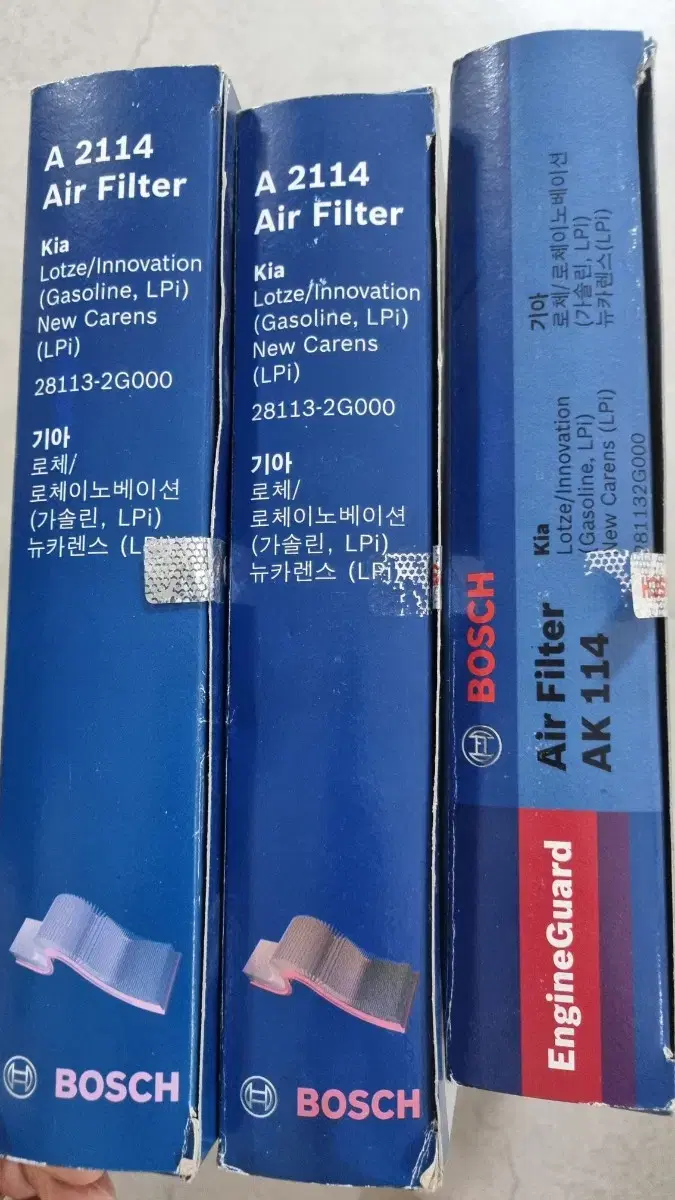 A 2114
Air Filter
Kia
Lotze/Innovation
(Gasoline, LPi)
New Carens
(LPi)
28113-2G000
기아
로체/
로체이노베이션
(가솔린, LPi)
뉴카렌스
BOSCH
A 2114
Air Filter
Kia
Lotze/Innovation
(Gasoline, LPi)
New Carens
(LPi)
28113-2G000
기아
로체/
로체이노베이션
(가솔린, LPi)
뉴카렌스 (LPi)
BOSCH
BOSCH
Air Filter
AK 114
Kia
Lotze/Innovation
(Gasoline, LPi)
New Carens (LPi)
281132G000
기아
로체/로체이노베이션
(가솔린, LPi)
뉴카렌스(LPi)
EngineGuard